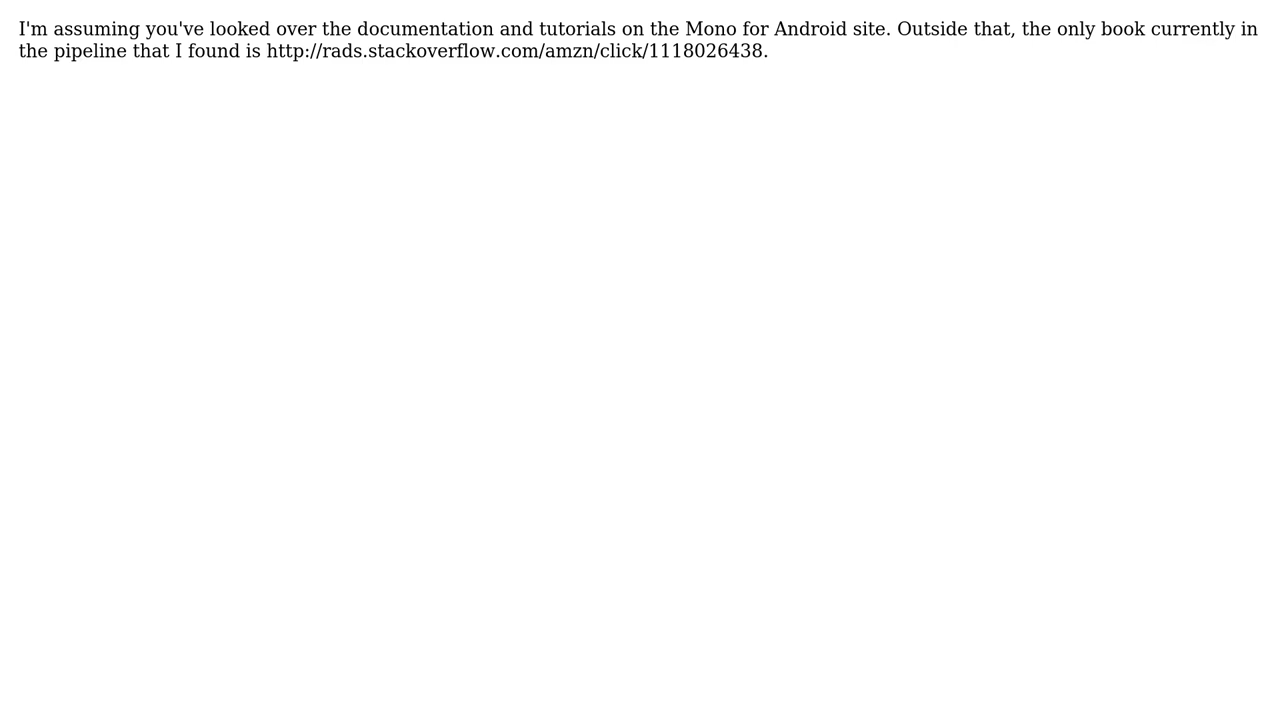 I'm assuming you've looked over the documentation and tutorials on the Mono for Android site. Outside that, the only book currently in
the pipeline that I found is http://rads.stackoverflow.com/amzn/click/1118026438.